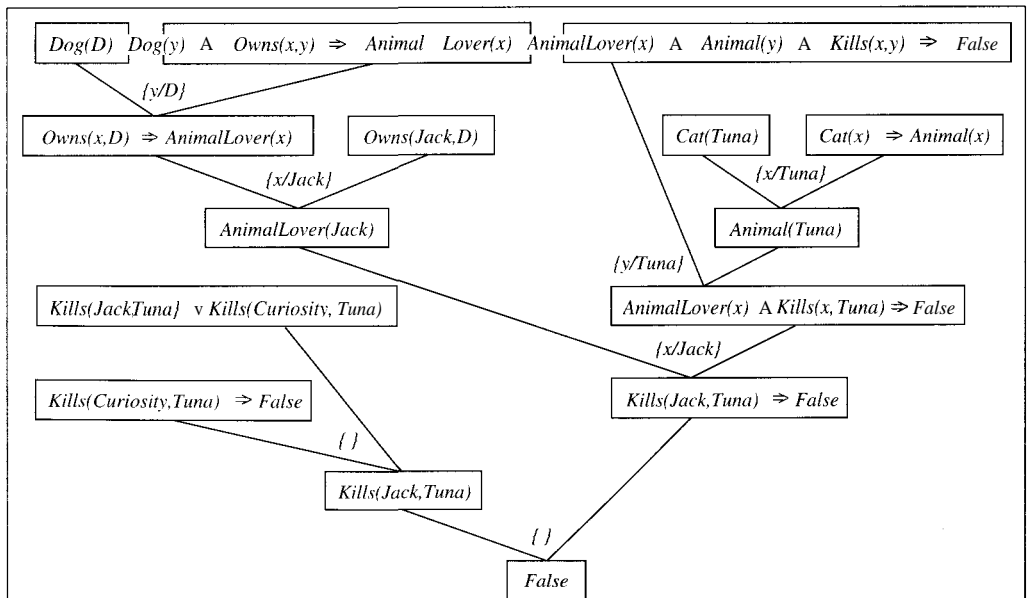 Dog(D) Dog(y) A Owns(x,y) ⇒ Animal Lover(x) AnimalLover(x) A Animal(y) A Kills(x,y) ⇒ False
{y/D}
Owns(x,D) ⇒ AnimalLover(x) Owns(Jack,D) Cat(Tuna) Cat(x) ⇒ Animal(x)
{x/Jack} {x/Tuna}
AnimalLover(Jack) Animal(Tuna)
{y/Tuna}
Kills(JackTuna} v Kills(Curiosity, Tuna) AnimalLover(x) A Kills(x, Tuna) ⇒ False
{x/Jack}
Kills(Curiosity,Tuna) ⇒ False Kills(Jack,Tuna) ⇒ False
{ }
Kills(Jack,Tuna)
{ }
False